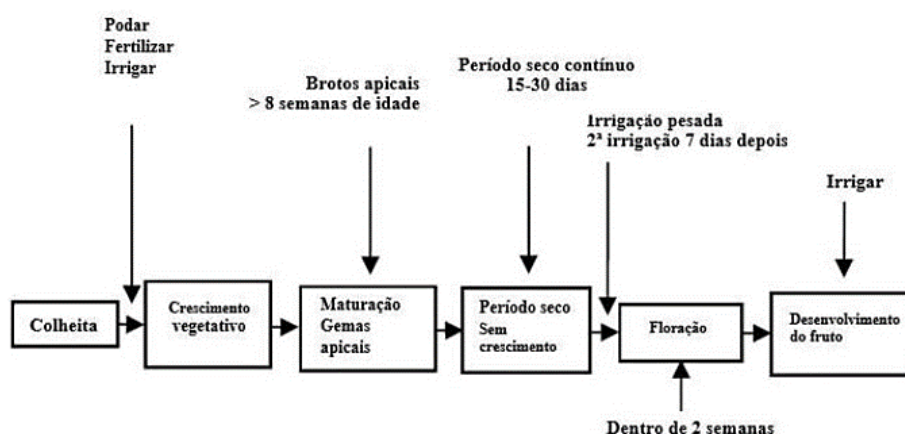 Podar
Fertilizar
Irrigar
Brotos apicais
> 8 semanas de idade
Período seco contínuo
15-30 dias
Irrigação pesada
2ª irrigação 7 dias depois
Irrigar
Colheita
Crescimento
vegetativo
Maturação
Gemas
apicais
Período seco
Sem
crescimento
Floração
Desenvolvimento
do fruto
Dentro de 2 semanas